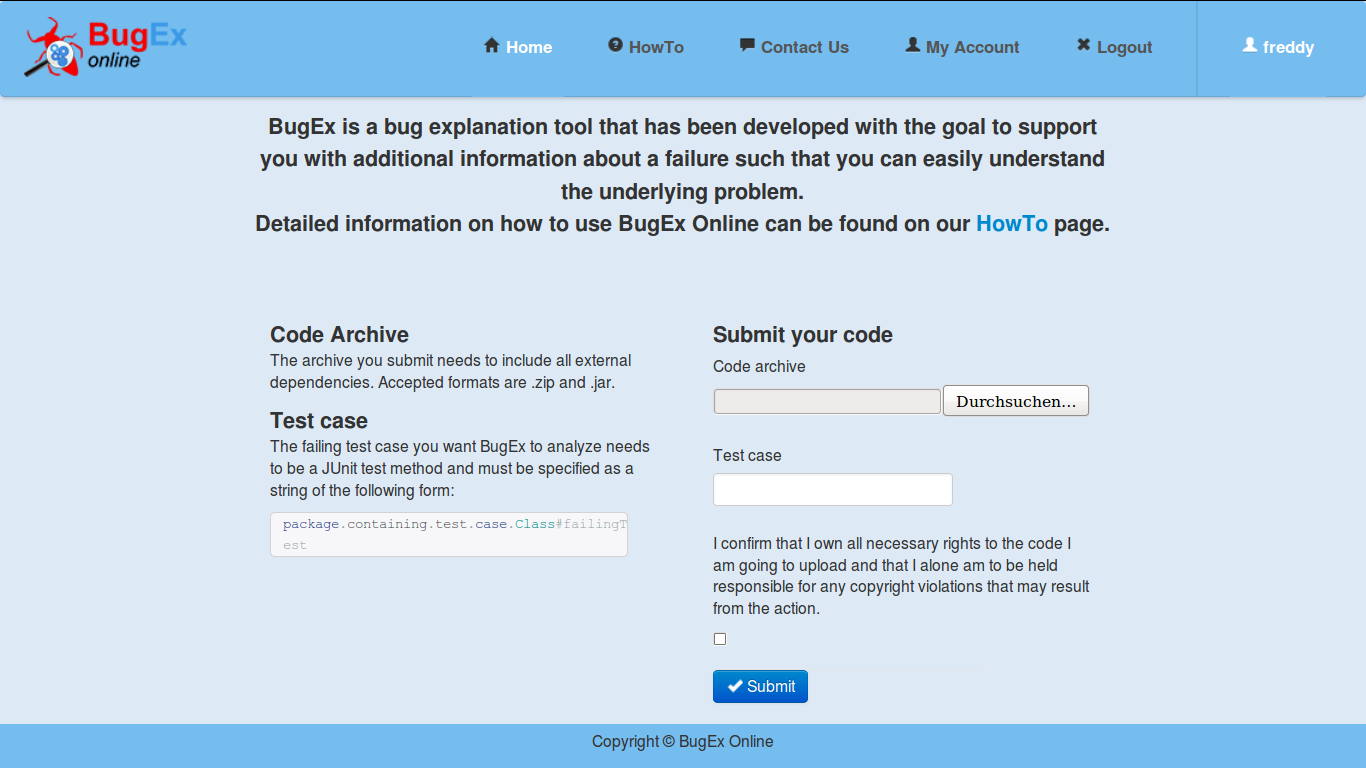 BugEx
online
Home
HowTo
Contact Us
My Account
Logout
freddy
BugEx is a bug explanation tool that has been developed with the goal to support
you with additional information about a failure such that you can easily understand
the underlying problem.
Detailed information on how to use BugEx Online can be found on our HowTo page.
Code Archive
The archive you submit needs to include all external
dependencies. Accepted formats are .zip and .jar.
Test case
The failing test case you want BugEx to analyze needs
to be a JUnit test method and must be specified as a
string of the following form:
package.containing.test.case.Class#failingT
est
Submit your code
Code archive
Durchsuchen...
Test case
I confirm that I own all necessary rights to the code I
am going to upload and that I alone am to be held
responsible for any copyright violations that may result
from the action.
Submit
Copyright © BugEx Online